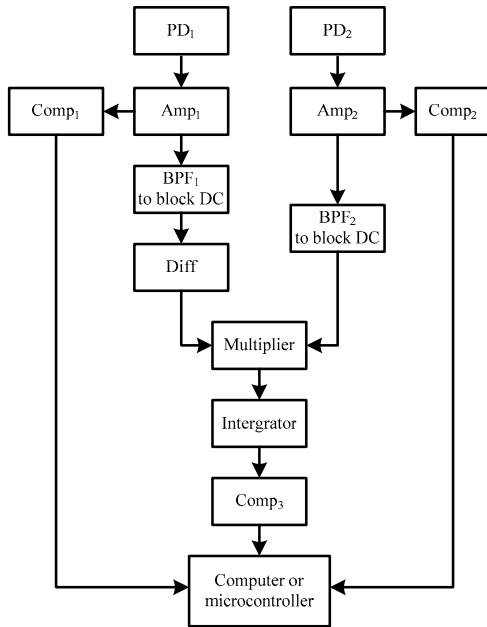 PD₁
PD₂
Comp₁
Amp₁
Amp₂
Comp₂
BPF₁
to block DC
BPF₂
to block DC
Diff
Multiplier
Intergrator
Comp₃
Computer or
microcontroller